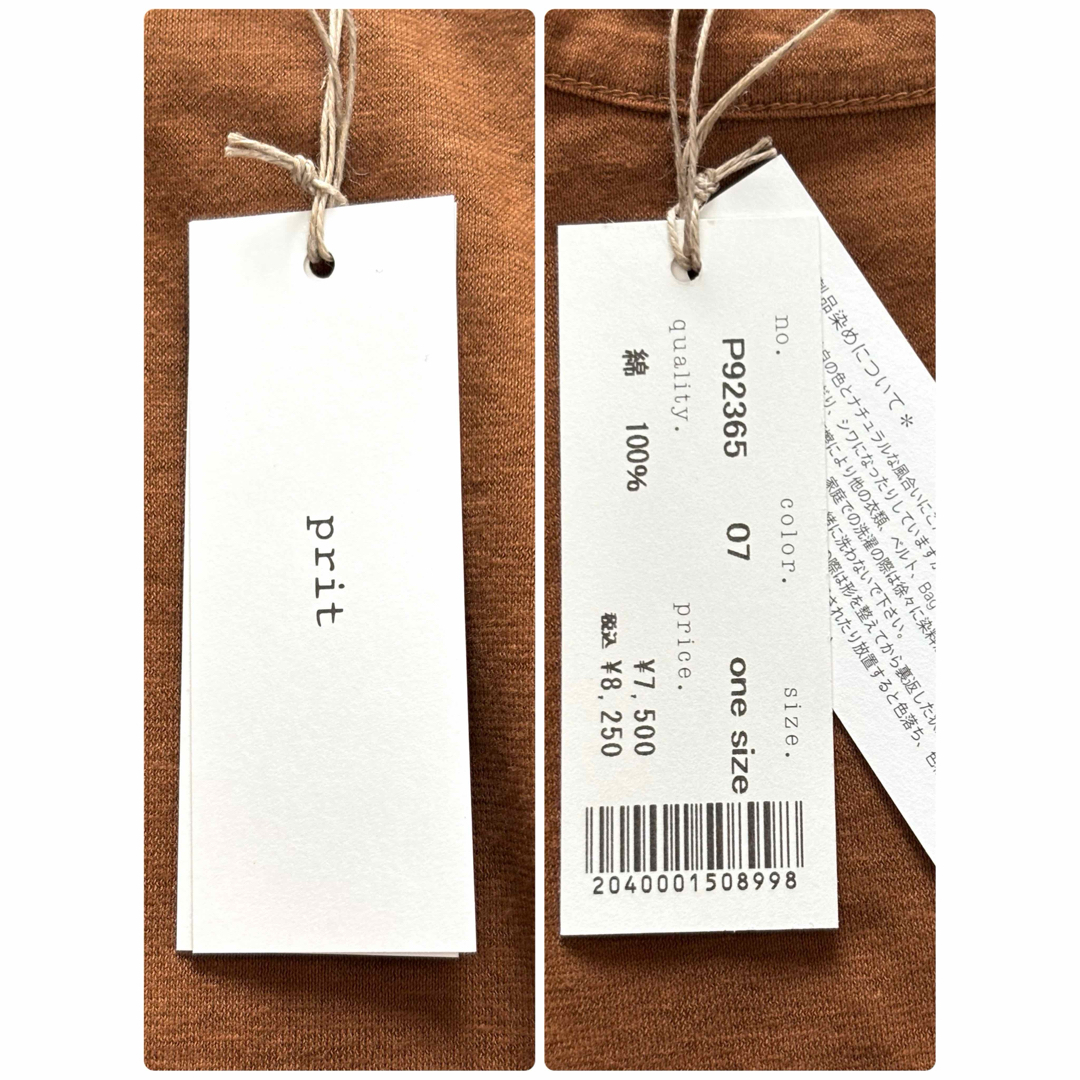 prit
no. color. size.
P92365 07 one size
quality. price.
綿 100% ¥7,500
税込 ¥8,250
2040001508998
品染めについて*
の色とナチュラルな風合いに
り、シワになったりしています
により他の衣類、ベルト、Bag
家庭での洗濯の際は徐々に染料
緒に洗わないで下さい。
の際は形を整えてから裏返した状
されたり放置すると色落ち、色